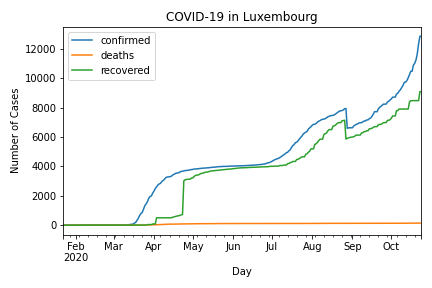 COVID-19 in Luxembourg
confirmed
deaths
recovered
12000
10000
8000
6000
4000
2000
0
Number of Cases
Feb Mar Apr May Jun Jul Aug Sep Oct
2020
Day